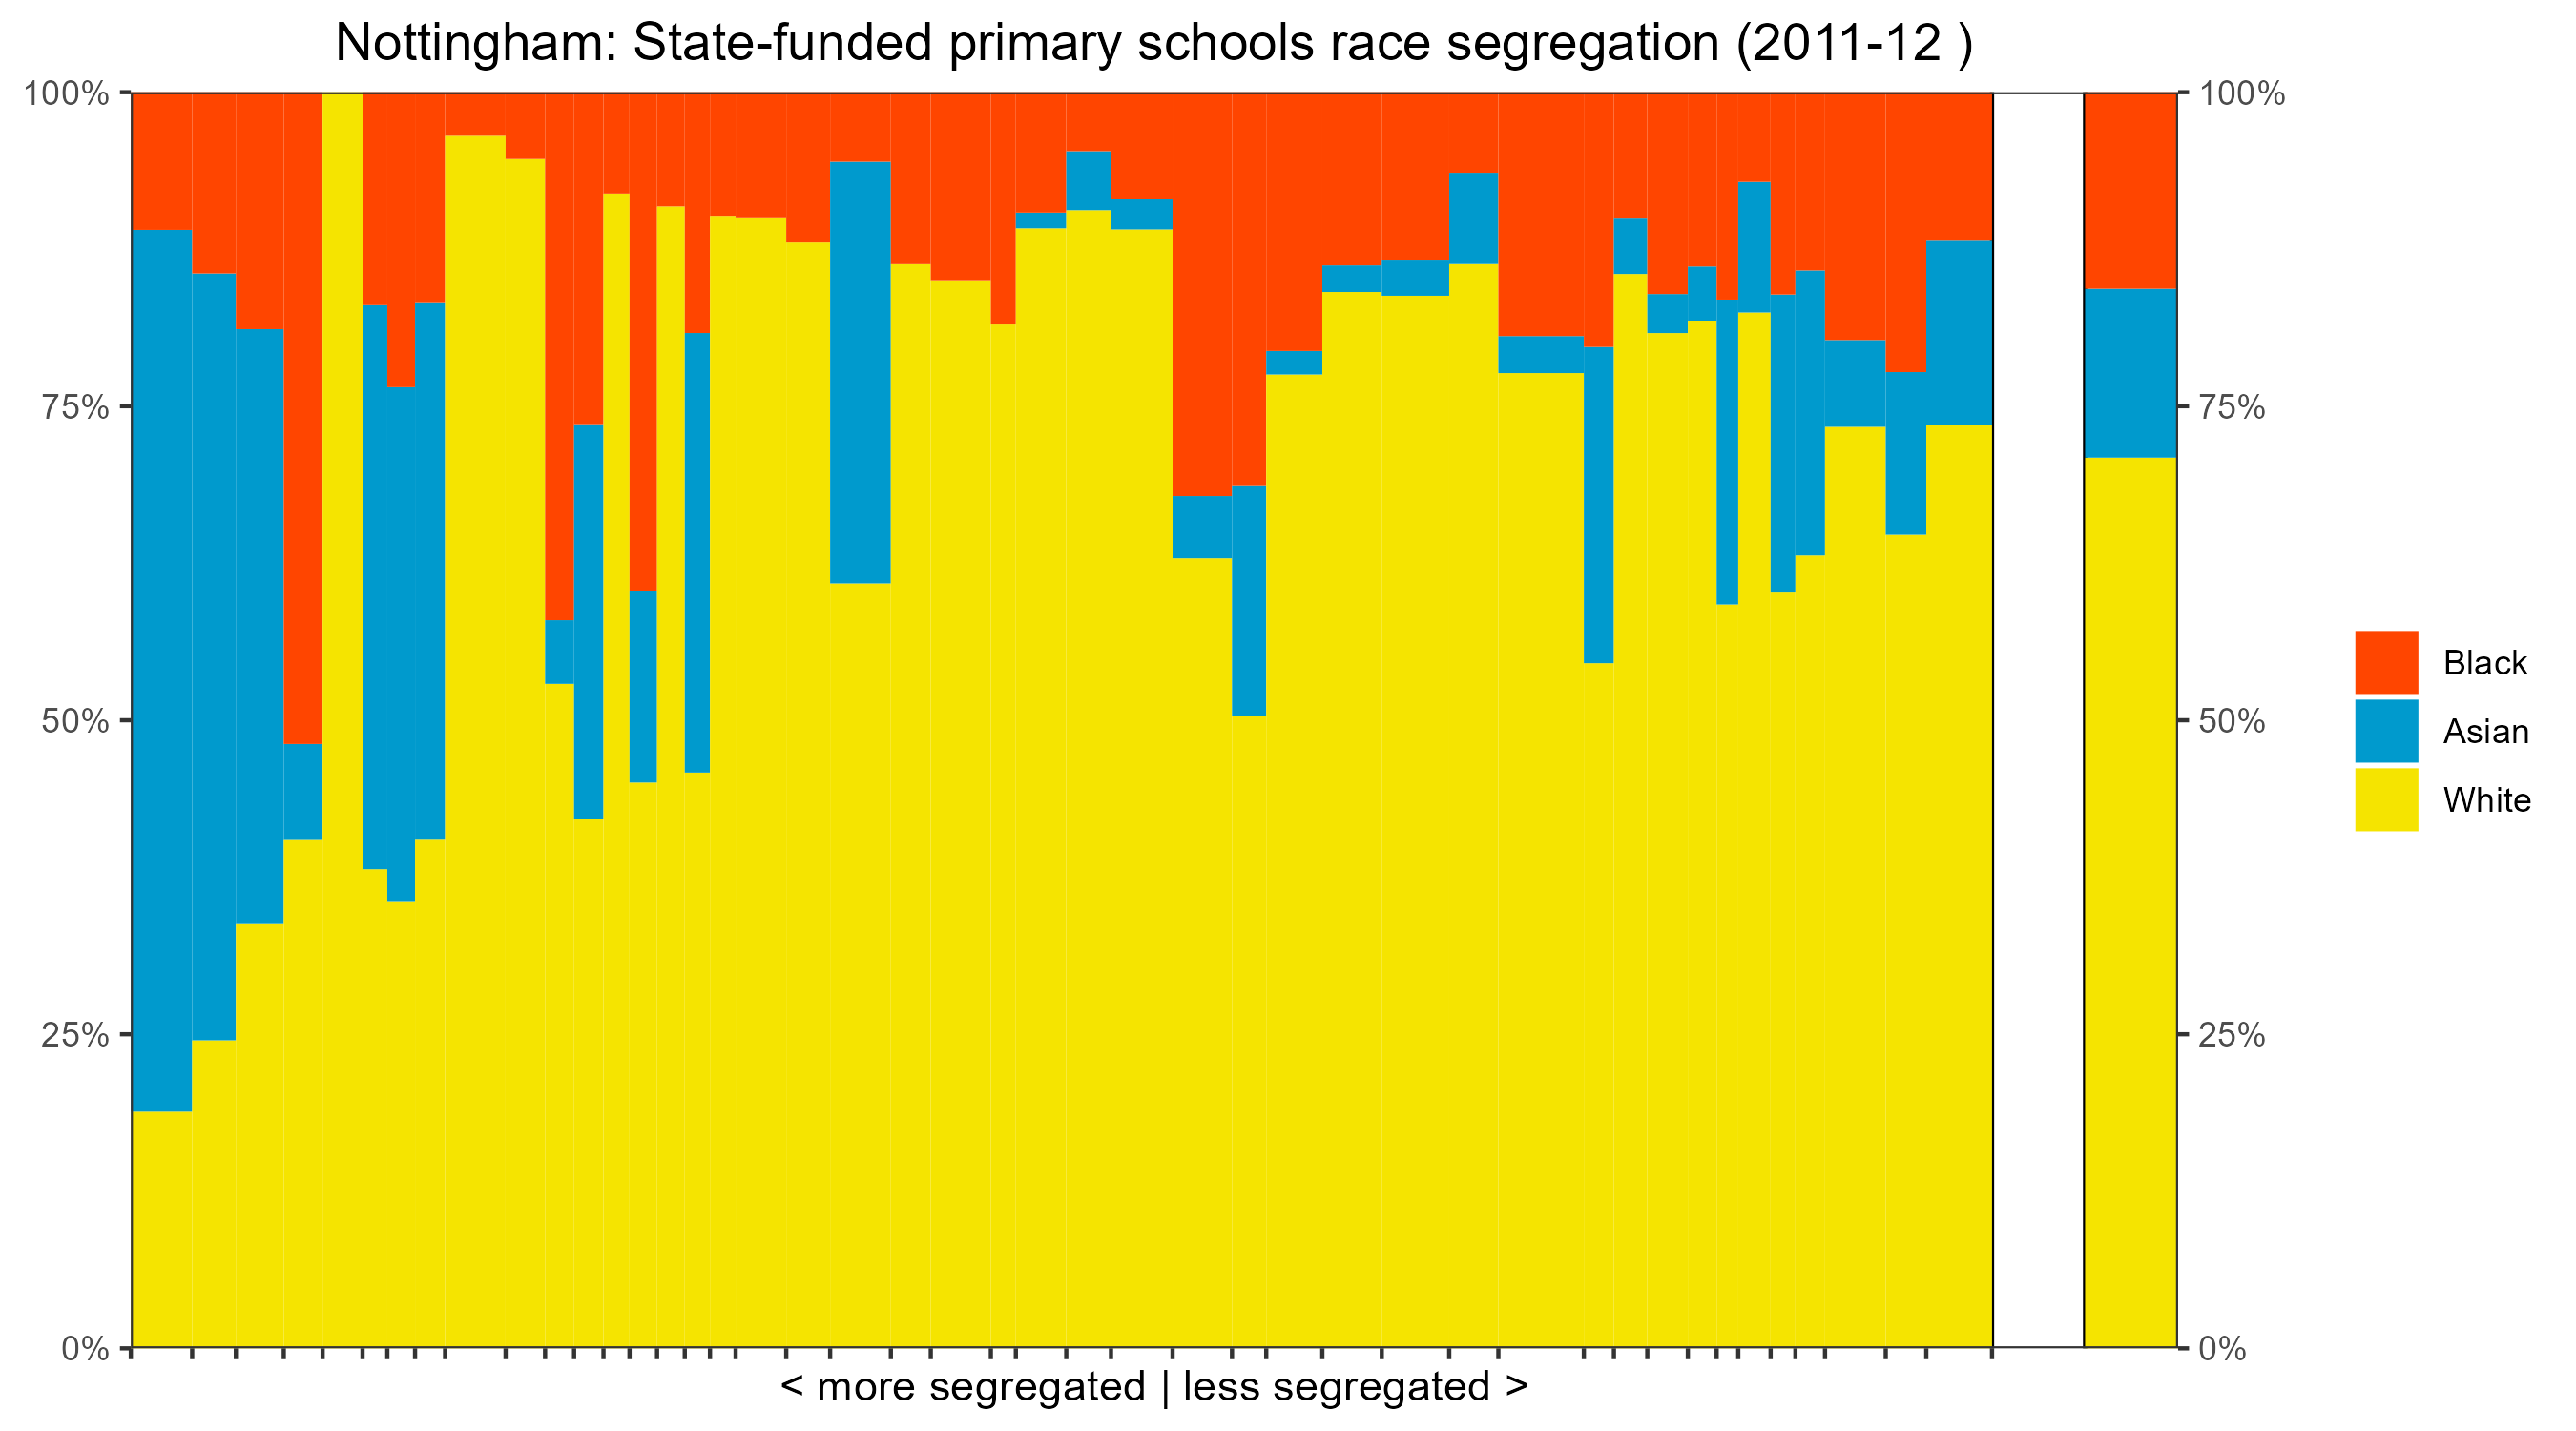 Nottingham: State-funded primary schools race segregation (2011-12 )
100%
75%
50%
25%
0%
100%
75%
50%
25%
0%
Black
Asian
White
< more segregated | less segregated >